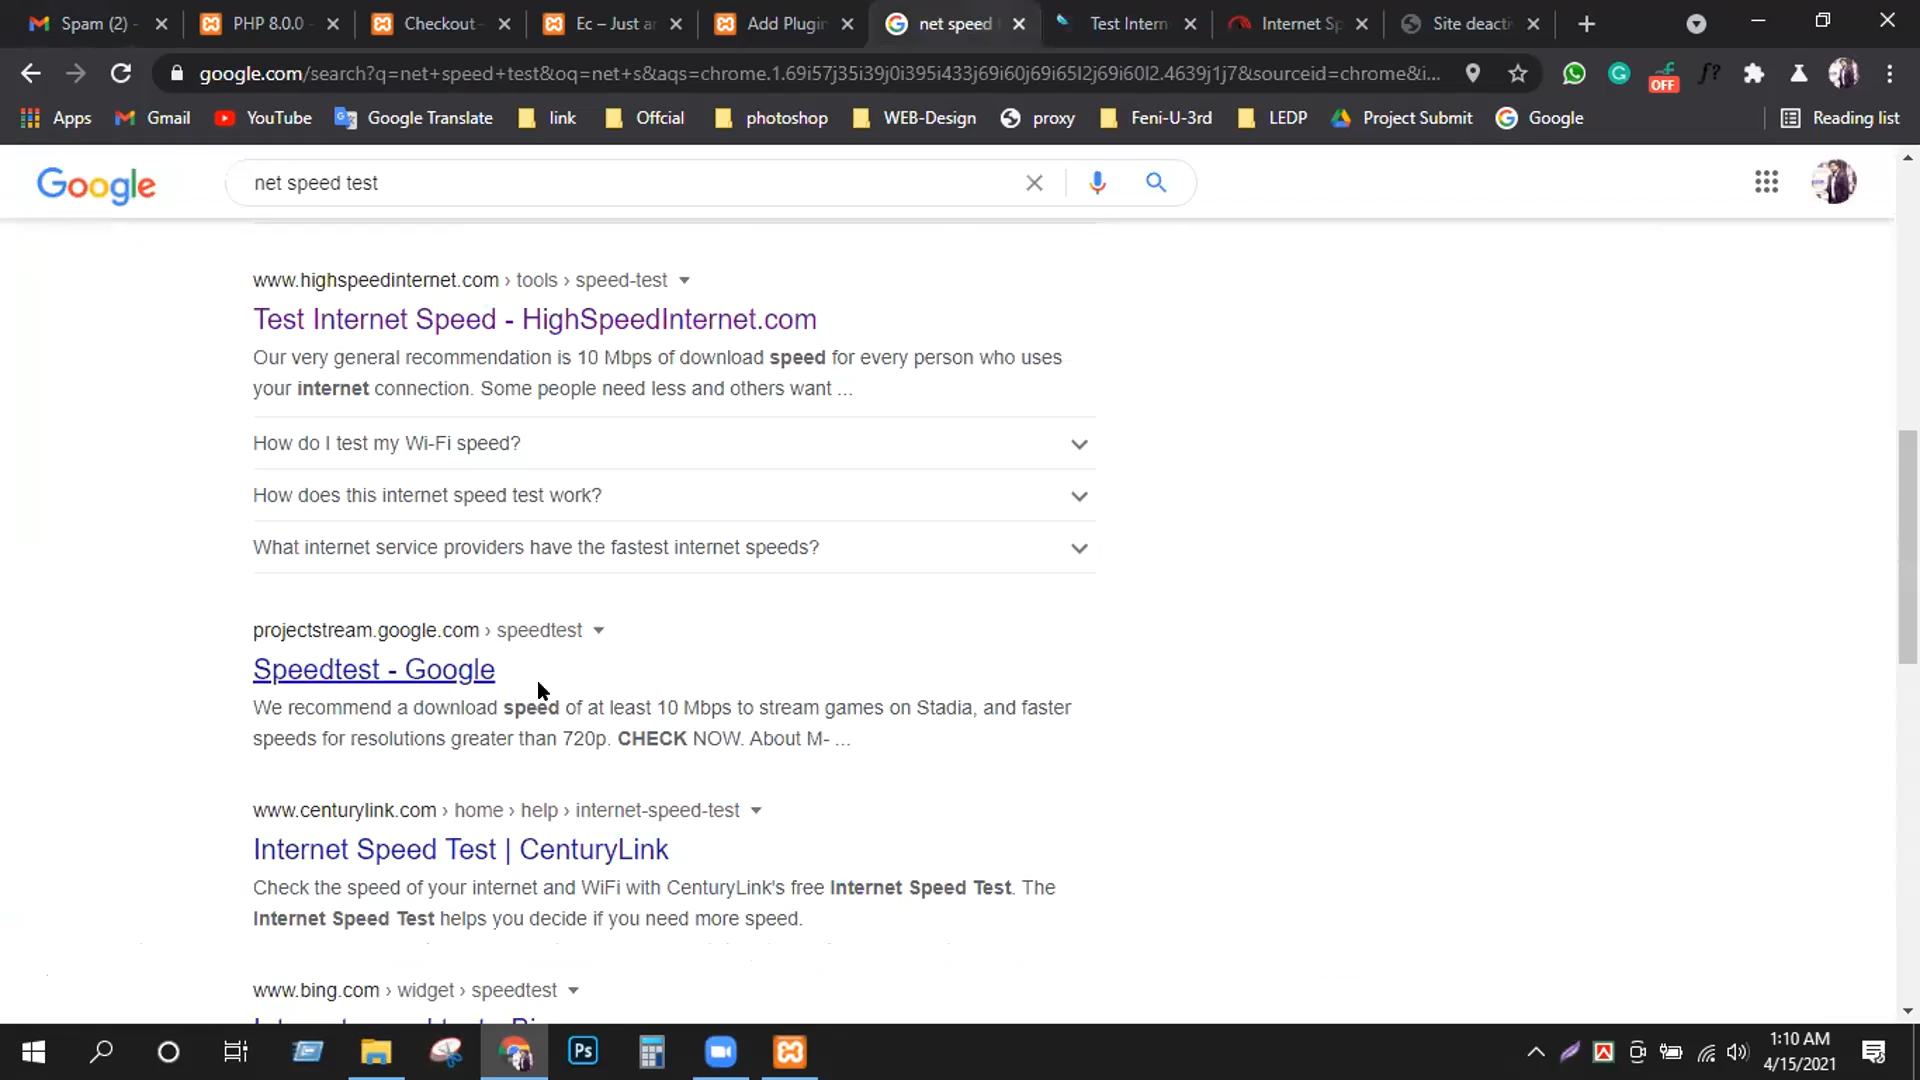 Spam (2) -
PHP 8.0.0 -
Checkout -
Ec – Just an
Add Plugin
net speed
Test Intern
Internet Sp
Site deacti
google.com/search?q=net+speed+test&oq=net+s&aqs=chrome.1.69i57j35i39j0i395i433j69i60j69i65l2j69i60l2.4639j1j7&sourceid=chrome&i...
OFF
f?
Apps
Gmail
YouTube
Google Translate
link
Offcial
photoshop
WEB-Design
proxy
Feni-U-3rd
LEDP
Project Submit
Google
Reading list
Google
net speed test
www.highspeedinternet.com › tools › speed-test
Test Internet Speed - HighSpeedInternet.com
Our very general recommendation is 10 Mbps of download speed for every person who uses
your internet connection. Some people need less and others want ...
How do I test my Wi-Fi speed?
How does this internet speed test work?
What internet service providers have the fastest internet speeds?
projectstream.google.com › speedtest
Speedtest - Google
We recommend a download speed of at least 10 Mbps to stream games on Stadia, and faster
speeds for resolutions greater than 720p. CHECK NOW. About M- ...
www.centurylink.com › home › help › internet-speed-test
Internet Speed Test | CenturyLink
Check the speed of your internet and WiFi with CenturyLink's free Internet Speed Test. The
Internet Speed Test helps you decide if you need more speed.
www.bing.com › widget › speedtest
Ps
1:10 AM
4/15/2021